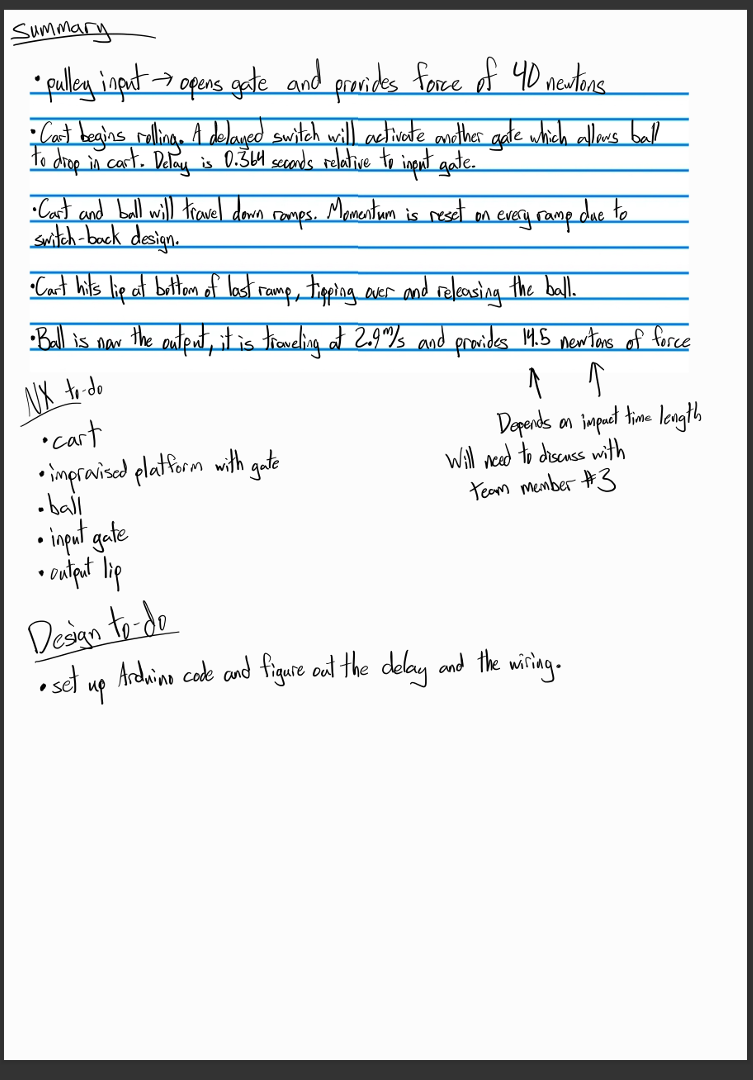 Summary
• pulley input → opens gate and provides force of 40 newtons
• Cart begins rolling. A delayed switch will activate another gate which allows ball
to drop in cart. Delay is 0.364 seconds relative to input gate.
• Cart and ball will travel down ramps. Momentum is reset on every ramp due to
switch-back design.
• Cart hits lip at bottom of last ramp, tipping over and releasing the ball.
• Ball is now the output, it is traveling at 2.9 m/s and provides 14.5 newtons of force
↑ ↑
Depends on impact time length
Will need to discuss with
team member #3
NX to-do
• cart
• improvised platform with gate
• ball
• input gate
• output lip
Design to-do
• set up Arduino code and figure out the delay and the wiring.